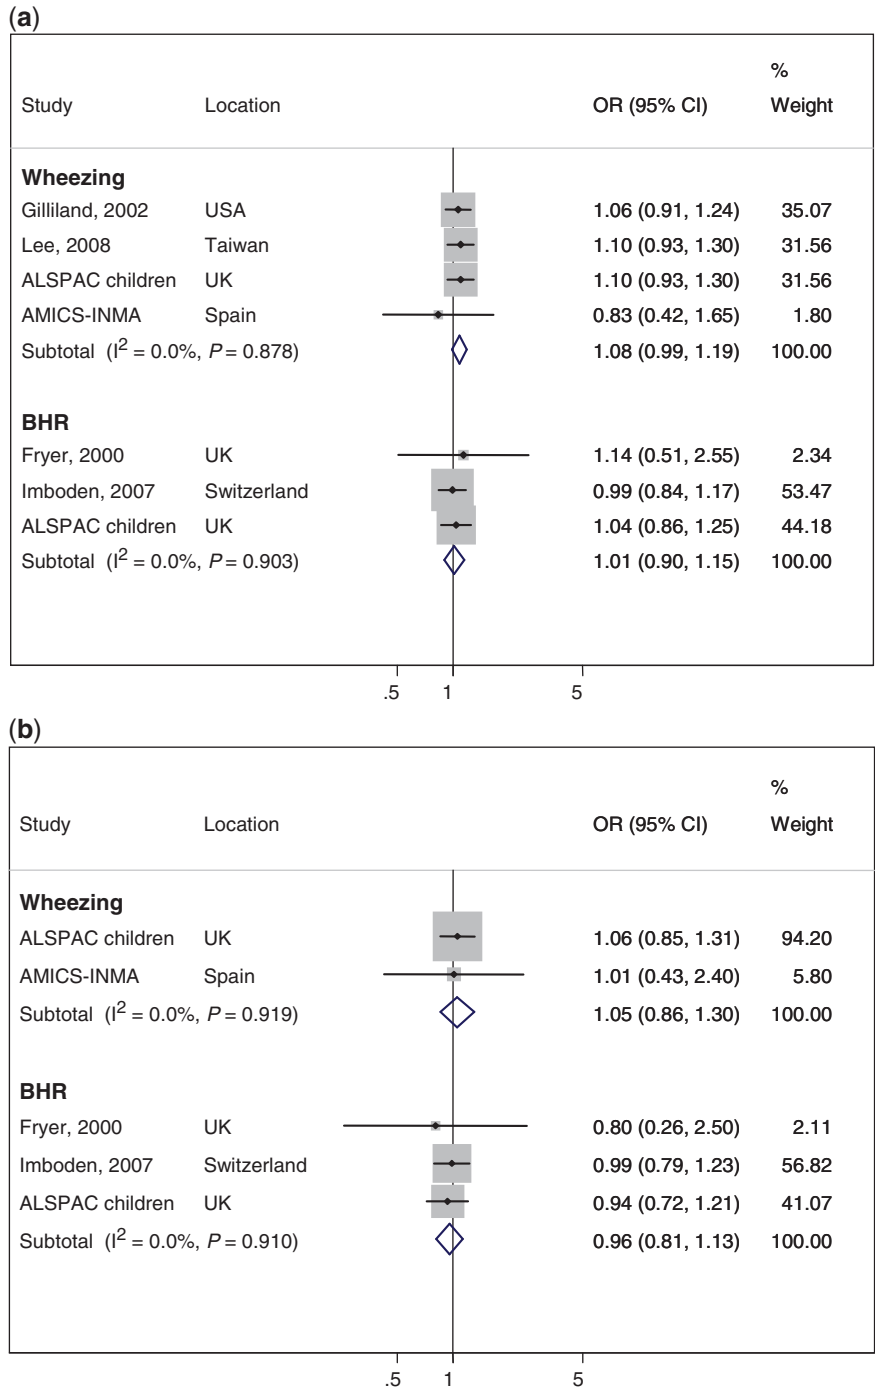 (a)
%
Study Location OR (95% CI) Weight
Wheezing
Gilliland, 2002 USA 1.06 (0.91, 1.24) 35.07
Lee, 2008 Taiwan 1.10 (0.93, 1.30) 31.56
ALSPAC children UK 1.10 (0.93, 1.30) 31.56
AMICS-INMA Spain 0.83 (0.42, 1.65) 1.80
Subtotal (I² = 0.0%, P = 0.878) 1.08 (0.99, 1.19) 100.00
BHR
Fryer, 2000 UK 1.14 (0.51, 2.55) 2.34
Imboden, 2007 Switzerland 0.99 (0.84, 1.17) 53.47
ALSPAC children UK 1.04 (0.86, 1.25) 44.18
Subtotal (I² = 0.0%, P = 0.903) 1.01 (0.90, 1.15) 100.00
.5 1 5
(b)
%
Study Location OR (95% CI) Weight
Wheezing
ALSPAC children UK 1.06 (0.85, 1.31) 94.20
AMICS-INMA Spain 1.01 (0.43, 2.40) 5.80
Subtotal (I² = 0.0%, P = 0.919) 1.05 (0.86, 1.30) 100.00
BHR
Fryer, 2000 UK 0.80 (0.26, 2.50) 2.11
Imboden, 2007 Switzerland 0.99 (0.79, 1.23) 56.82
ALSPAC children UK 0.94 (0.72, 1.21) 41.07
Subtotal (I² = 0.0%, P = 0.910) 0.96 (0.81, 1.13) 100.00
.5 1 5